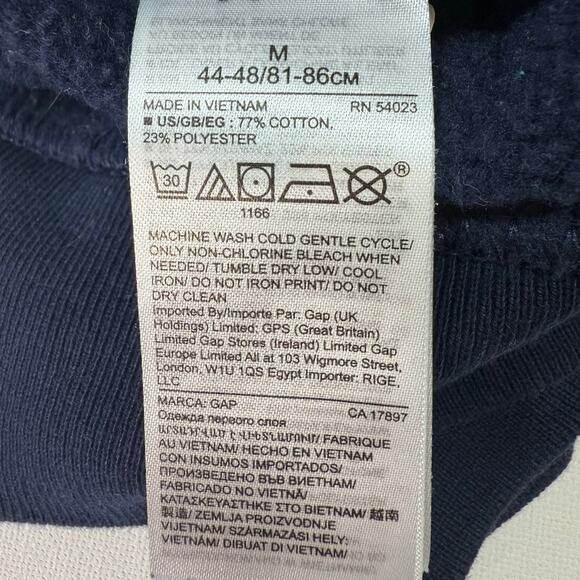 M
44-48/81-86CM
MADE IN VIETNAM RN 54023
■ US/GB/EG : 77% COTTON,
23% POLYESTER
30
®
1166
MACHINE WASH COLD GENTLE CYCLE/
ONLY NON-CHLORINE BLEACH WHEN
NEEDED/ TUMBLE DRY LOW/ COOL
IRON/ DO NOT IRON PRINT/ DO NOT
DRY CLEAN
Imported By/Importe Par: Gap (UK
Holdings) Limited: GPS (Great Britain)
Limited Gap Stores (Ireland) Limited Gap
Europe Limited All at 103 Wigmore Street,
London, W1U 1QS Egypt Importer: RIGE,
LLC
MARCA: GAP CA 17897
Одежда первого слоя
ԱՐՏԱԴՐՎԱԾ Է ՎԻԵՏՆԱՄՈՒՄ/ FABRIQUE
AU VIETNAM/ HECHO EN VIETNAM
CON INSUMOS IMPORTADOS/
ПРОИЗВЕДЕНО ВЪВ ВИЕТНАМ/
FABRICADO NO VIETNÃ/
ΚΑΤΑΣΚΕΥΑΣΤΗΚΕ ΣΤΟ ΒΙΕΤΝΑΜ/ 越南
製造/ ZEMLJA PROIZVODNJE
VIJETNAM/ SZÁRMAZÁSI HELY:
VIETNAM/ DIBUAT DI VIETNAM/